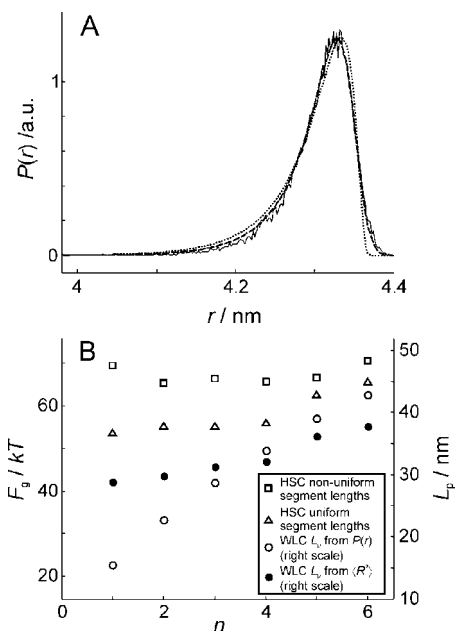 A
1
0
P(r) /a.u.
4
4.2
4.4
r / nm
B
60
40
20
F_g / kT
50
40
30
20
10
L_p / nm
HSC non-uniform
segment lengths
HSC uniform
segment lengths
WLC L_p from P(r)
(right scale)
WLC L_p from ⟨R²⟩
(right scale)
0
2
4
6
n